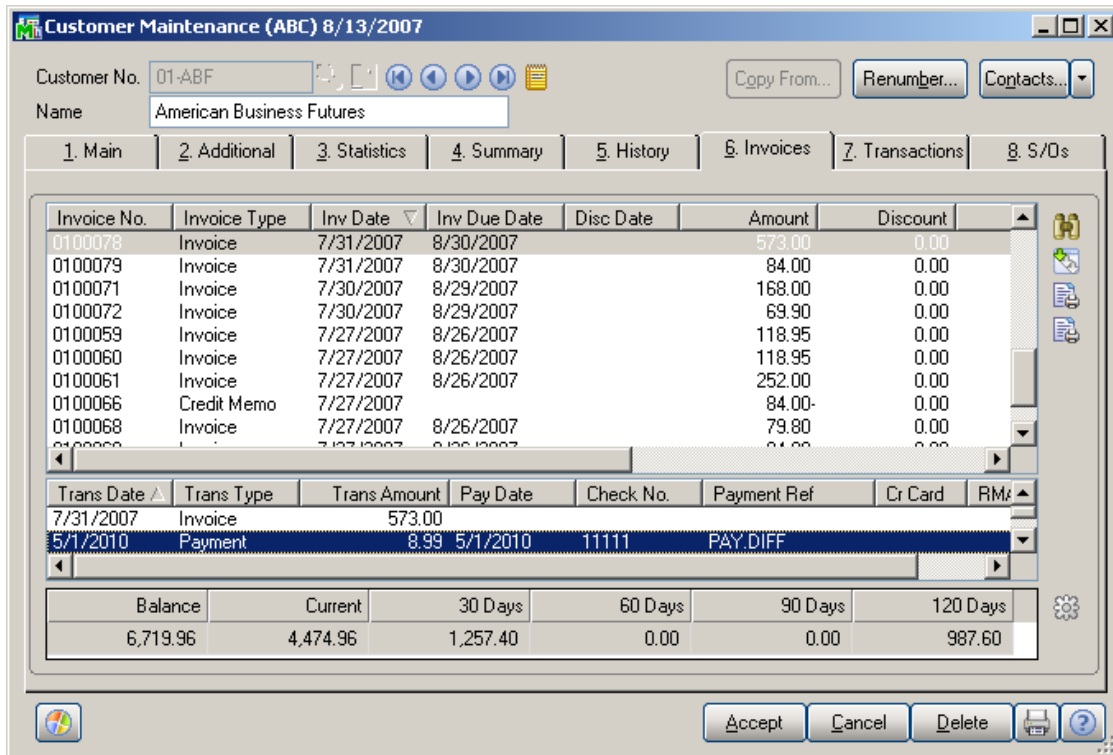 Customer Maintenance (ABC) 8/13/2007
Customer No. 01-ABF Copy From... Renumber... Contacts...
Name American Business Futures
1. Main 2. Additional 3. Statistics 4. Summary 5. History 6. Invoices 7. Transactions 8. S/Os
Invoice No. Invoice Type Inv Date Inv Due Date Disc Date Amount Discount
0100078 Invoice 7/31/2007 8/30/2007 573.00 0.00
0100079 Invoice 7/31/2007 8/30/2007 84.00 0.00
0100071 Invoice 7/30/2007 8/29/2007 168.00 0.00
0100072 Invoice 7/30/2007 8/29/2007 69.90 0.00
0100059 Invoice 7/27/2007 8/26/2007 118.95 0.00
0100060 Invoice 7/27/2007 8/26/2007 118.95 0.00
0100061 Invoice 7/27/2007 8/26/2007 252.00 0.00
0100066 Credit Memo 7/27/2007 84.00- 0.00
0100068 Invoice 7/27/2007 8/26/2007 79.80 0.00
Trans Date Trans Type Trans Amount Pay Date Check No. Payment Ref Cr Card RMA
7/31/2007 Invoice 573.00
5/1/2010 Payment 8.99 5/1/2010 11111 PAY.DIFF
Balance Current 30 Days 60 Days 90 Days 120 Days
6,719.96 4,474.96 1,257.40 0.00 0.00 987.60
Accept Cancel Delete